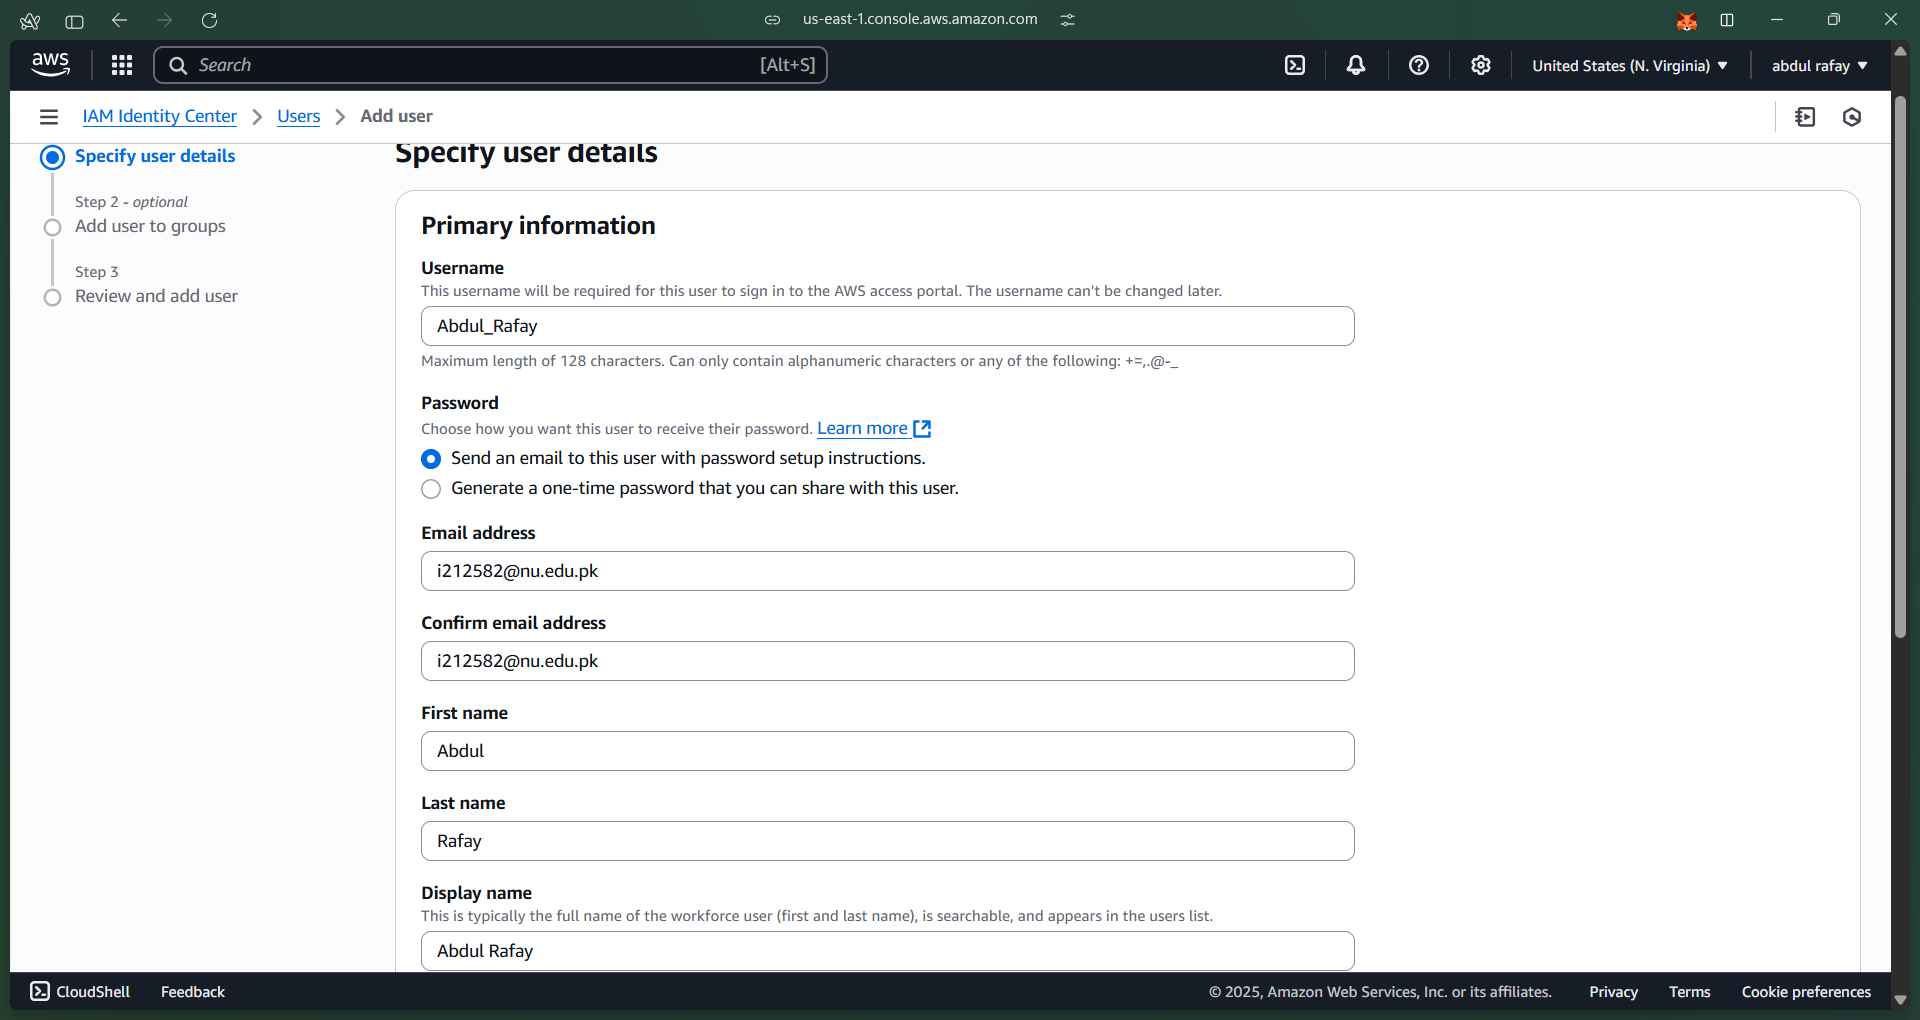 us-east-1.console.aws.amazon.com
aws
Search [Alt+S]
United States (N. Virginia)
abdul rafay
IAM Identity Center
Users
Add user
Specify user details
Step 2 - optional
Add user to groups
Step 3
Review and add user
Specify user details
Primary information
Username
This username will be required for this user to sign in to the AWS access portal. The username can't be changed later.
Abdul_Rafay
Maximum length of 128 characters. Can only contain alphanumeric characters or any of the following: +=,.@-_
Password
Choose how you want this user to receive their password. Learn more
Send an email to this user with password setup instructions.
Generate a one-time password that you can share with this user.
Email address
i212582@nu.edu.pk
Confirm email address
i212582@nu.edu.pk
First name
Abdul
Last name
Rafay
Display name
This is typically the full name of the workforce user (first and last name), is searchable, and appears in the users list.
Abdul Rafay
CloudShell
Feedback
© 2025, Amazon Web Services, Inc. or its affiliates.
Privacy
Terms
Cookie preferences